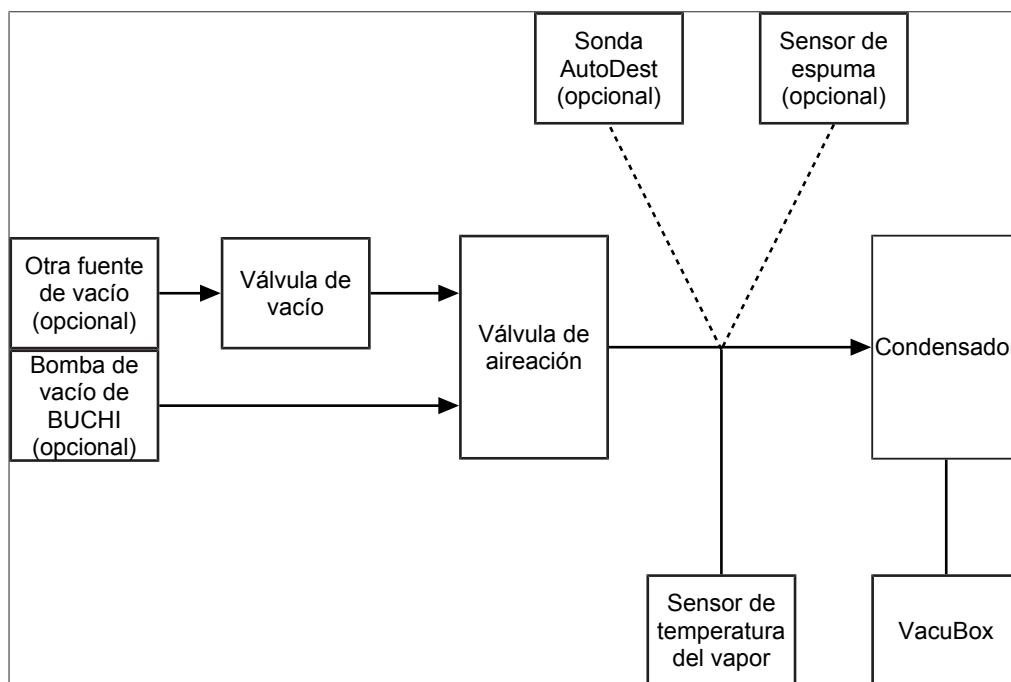 Sonda
AutoDest
(opcional)
Sensor de
espuma
(opcional)
Otra fuente
de vacío
(opcional)
Válvula de
vacío
Válvula de
aireación
Condensador
Bomba de
vacío de
BUCHI
(opcional)
Sensor de
temperatura
del vapor
VacuBox